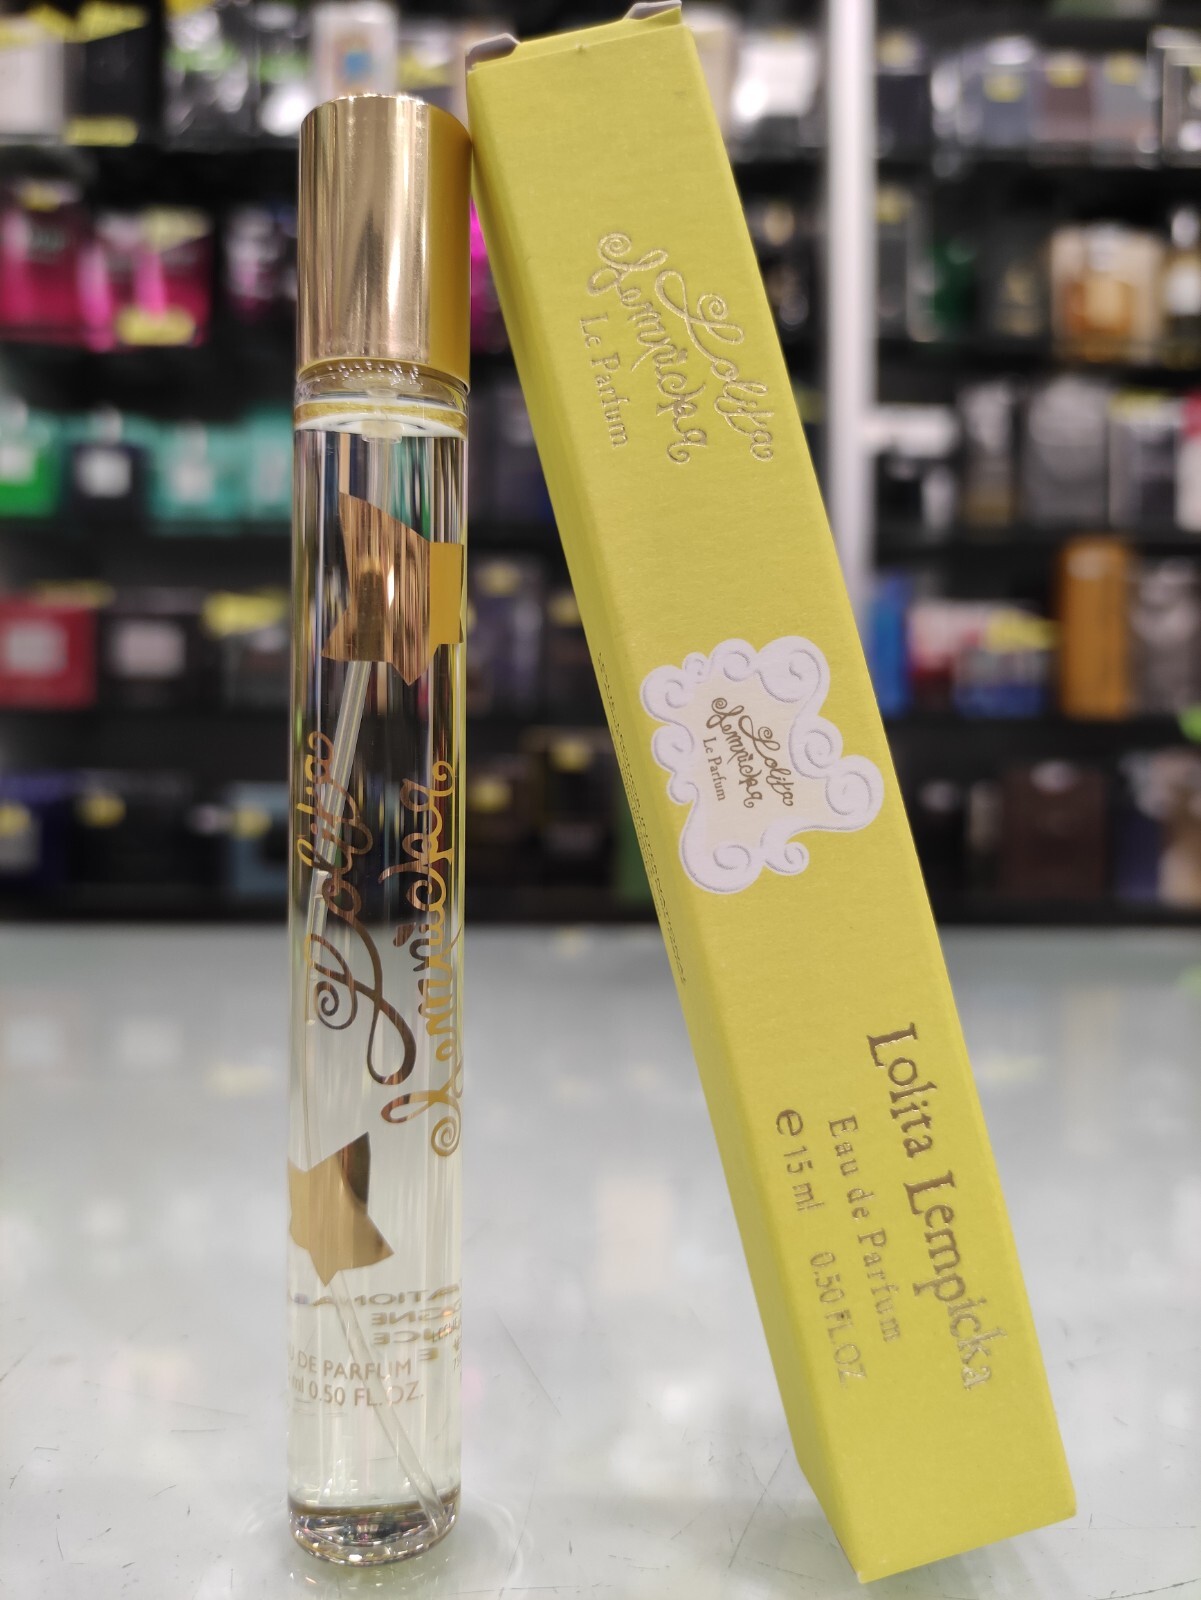 Lolita
Lempicka
EAU DE PARFUM
ml 0.50 FL.OZ.
Lolita
Lempicka
Le Parfum
Lolita
Lempicka
Le Parfum
Lolita Lempicka
Eau de Parfum
℮ 15 ml 0.50 FL.OZ